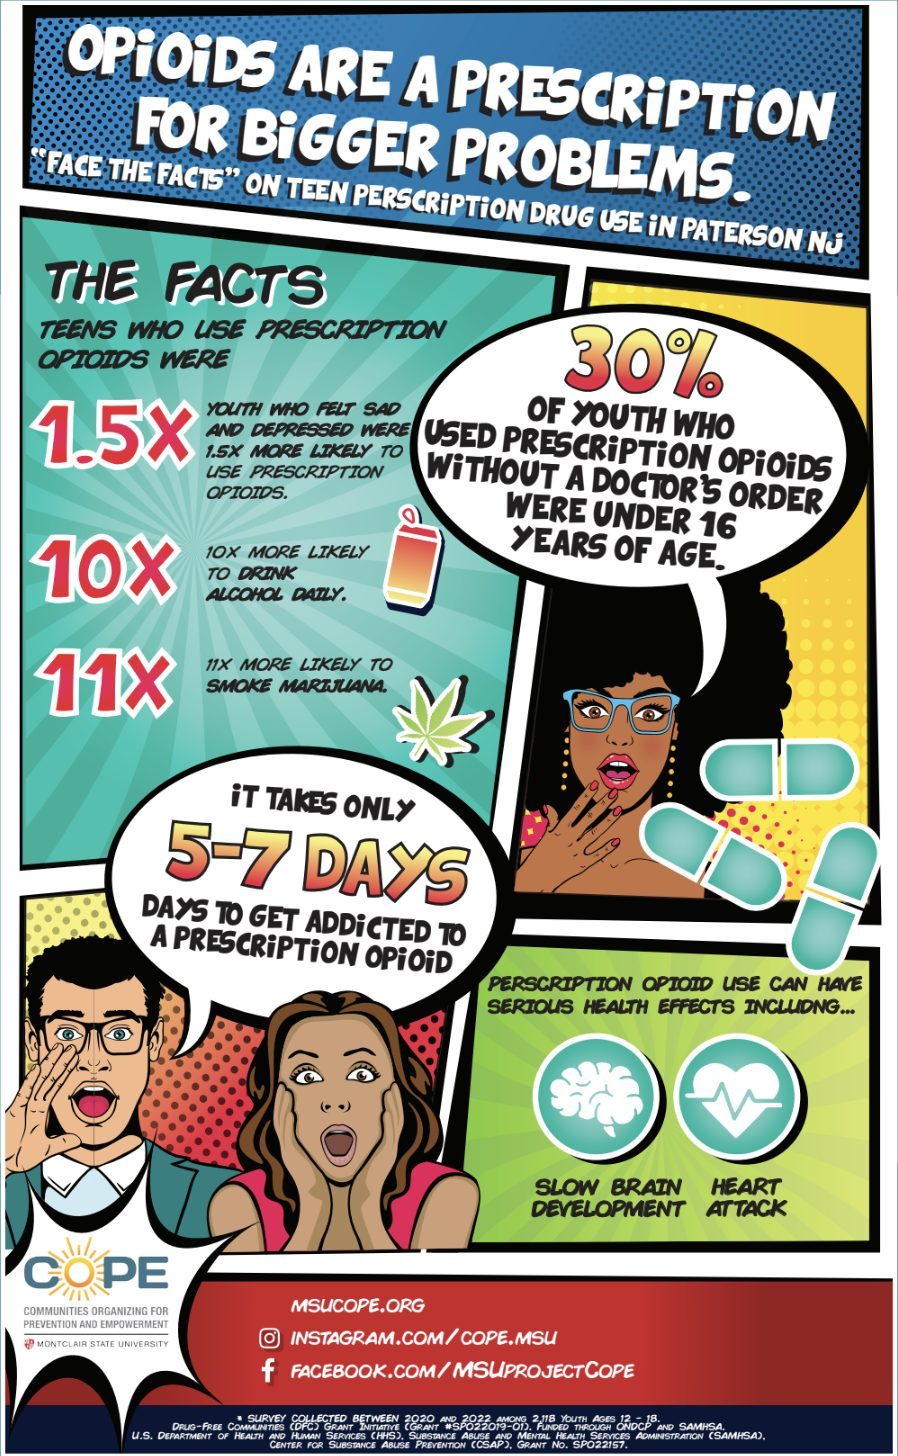 OPiOiDS ARE A PRESCRiPTiON
FOR BiGGER PROBLEMS.
“FACE THE FACTS” ON TEEN PERSCRiPTiON DRUG USE iN PATERSON NJ
THE FACTS
TEENS WHO USE PRESCRIPTION
OPIOIDS WERE
1.5X
YOUTH WHO FELT SAD
AND DEPRESSED WERE
1.5X MORE LIKELY TO
USE PRESCRIPTION
OPIOIDS.
10X
10X MORE LIKELY
TO DRINK
ALCOHOL DAILY.
11X
11X MORE LIKELY TO
SMOKE MARIJUANA.
30%
OF YOUTH WHO
USED PRESCRiPTiON OPiOiDS
WiTHOUT A DOCTOR'S ORDER
WERE UNDER 16
YEARS OF AGE.
iT TAKES ONLY
5-7 DAYS
DAYS TO GET ADDiCTED TO
A PRESCRiPTiON OPiOiD
PERSCRIPTION OPIOID USE CAN HAVE
SERIOUS HEALTH EFFECTS INCLUDNG...
SLOW BRAIN
DEVELOPMENT
HEART
ATTACK
COPE
COMMUNITIES ORGANIZING FOR
PREVENTION AND EMPOWERMENT
MONTCLAIR STATE UNIVERSITY
MSUCOPE.ORG
INSTAGRAM.COM/COPE.MSU
FACEBOOK.COM/MSUPROJECTCOPE
* SURVEY COLLECTED BETWEEN 2020 AND 2022 AMONG 2,118 YOUTH AGES 12 - 18.
DRUG-FREE COMMUNITIES (DFC) GRANT INITIATIVE (GRANT #SP022019-01). FUNDED THROUGH ONDCP AND SAMHSA.
U.S. DEPARTMENT OF HEALTH AND HUMAN SERVICES (HHS), SUBSTANCE ABUSE AND MENTAL HEALTH SERVICES ADMINISTRATION (SAMHSA),
CENTER FOR SUBSTANCE ABUSE PREVENTION (CSAP), GRANT NO. SP022157.